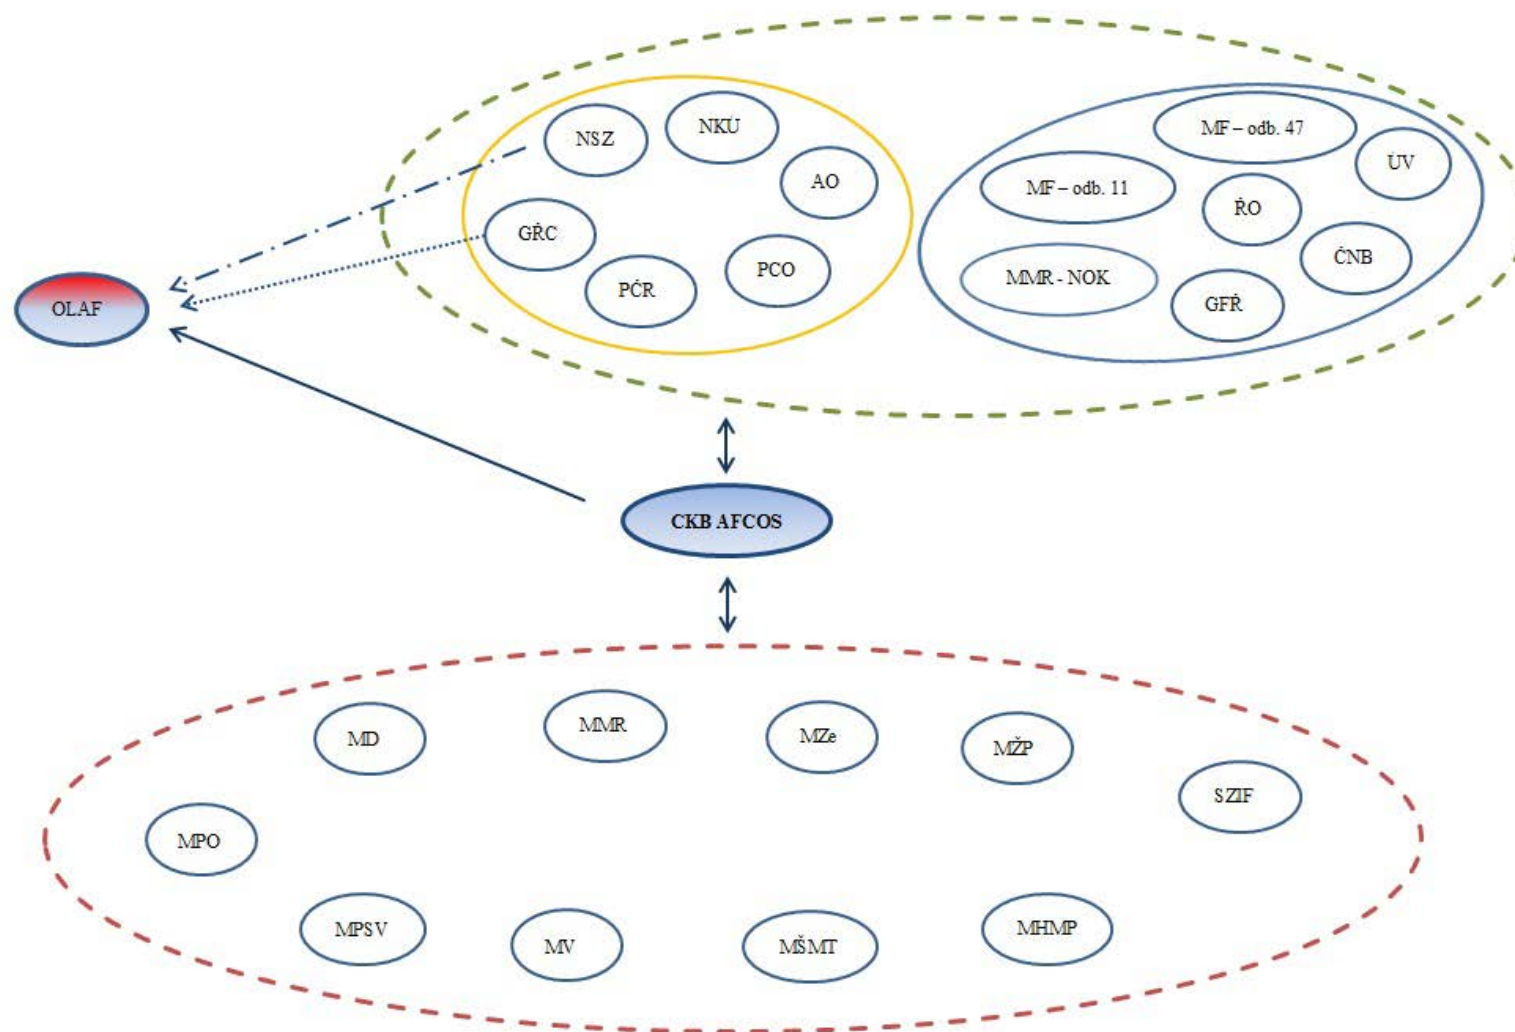 NSZ
NKÚ
AO
GŘC
PČR
PCO
MF – odb. 47
ÚV
MF – odb. 11
ŘO
ČNB
MMR - NOK
GFŘ
OLAF
CKB AFCOS
MD
MMR
MZe
MŽP
SZIF
MPO
MPSV
MV
MŠMT
MHMP